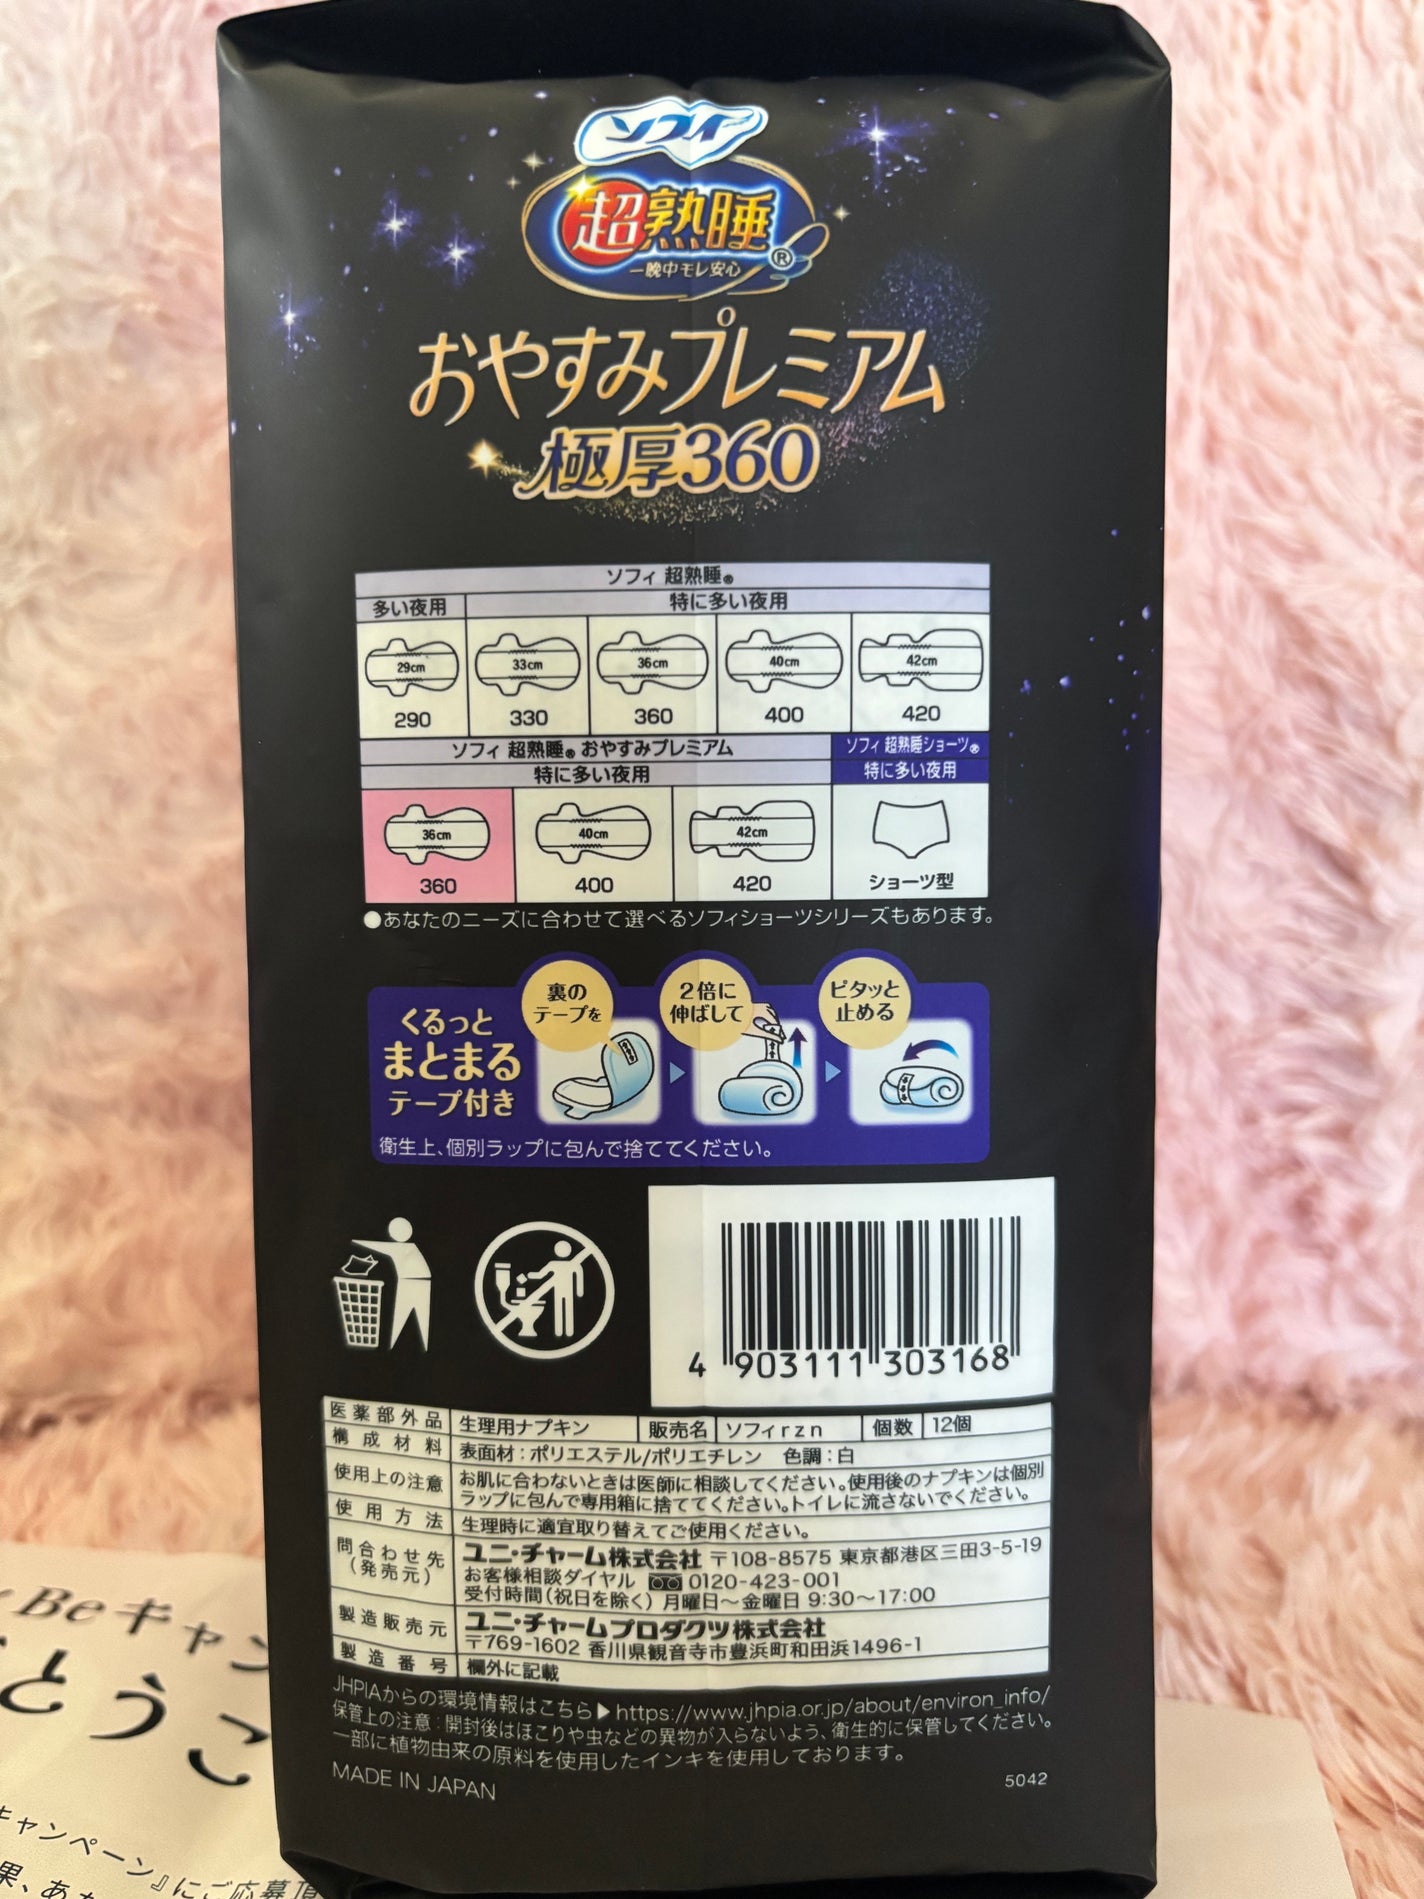 ソフィ
超熟睡®
一晩中モレ安心
おやすみプレミアム
極厚360
ソフィ 超熟睡®
多い夜用 特に多い夜用
29cm 33cm 36cm 40cm 42cm
290 330 360 400 420
ソフィ 超熟睡® おやすみプレミアム ソフィ 超熟睡ショーツ®
特に多い夜用 特に多い夜用
36cm 40cm 42cm
360 400 420 ショーツ型
●あなたのニーズに合わせて選べるソフィショーツシリーズもあります。
くるっと
まとまる
テープ付き
裏の
テープを
2倍に
伸ばして
ピタッと
止める
衛生上、個別ラップに包んで捨ててください。
4 903111 303168
医薬部外品 生理用ナプキン 販売名 ソフィrzn 個数 12個
構成材料 表面材：ポリエステル/ポリエチレン 色調：白
使用上の注意 お肌に合わないときは医師に相談してください。使用後のナプキンは個別
ラップに包んで専用箱に捨ててください。トイレに流さないでください。
使用方法 生理時に適宜取り替えてご使用ください。
問合わせ先 ユニ・チャーム株式会社 〒108-8575 東京都港区三田3-5-19
（発売元） お客様相談ダイヤル 0120-423-001
受付時間（祝日を除く）月曜日～金曜日 9:30～17:00
製造販売元 ユニ・チャームプロダクツ株式会社
〒769-1602 香川県観音寺市豊浜町和田浜1496-1
製造番号 欄外に記載
JHPIAからの環境情報はこちら▶https://www.jhpia.or.jp/about/environ_info/
保管上の注意：開封後はほこりや虫などの異物が入らないよう、衛生的に保管してください。
一部に植物由来の原料を使用したインキを使用しております。
MADE IN JAPAN 5042
Beキャン
とうこ
キャンペーン』にご応募頂
果、あな